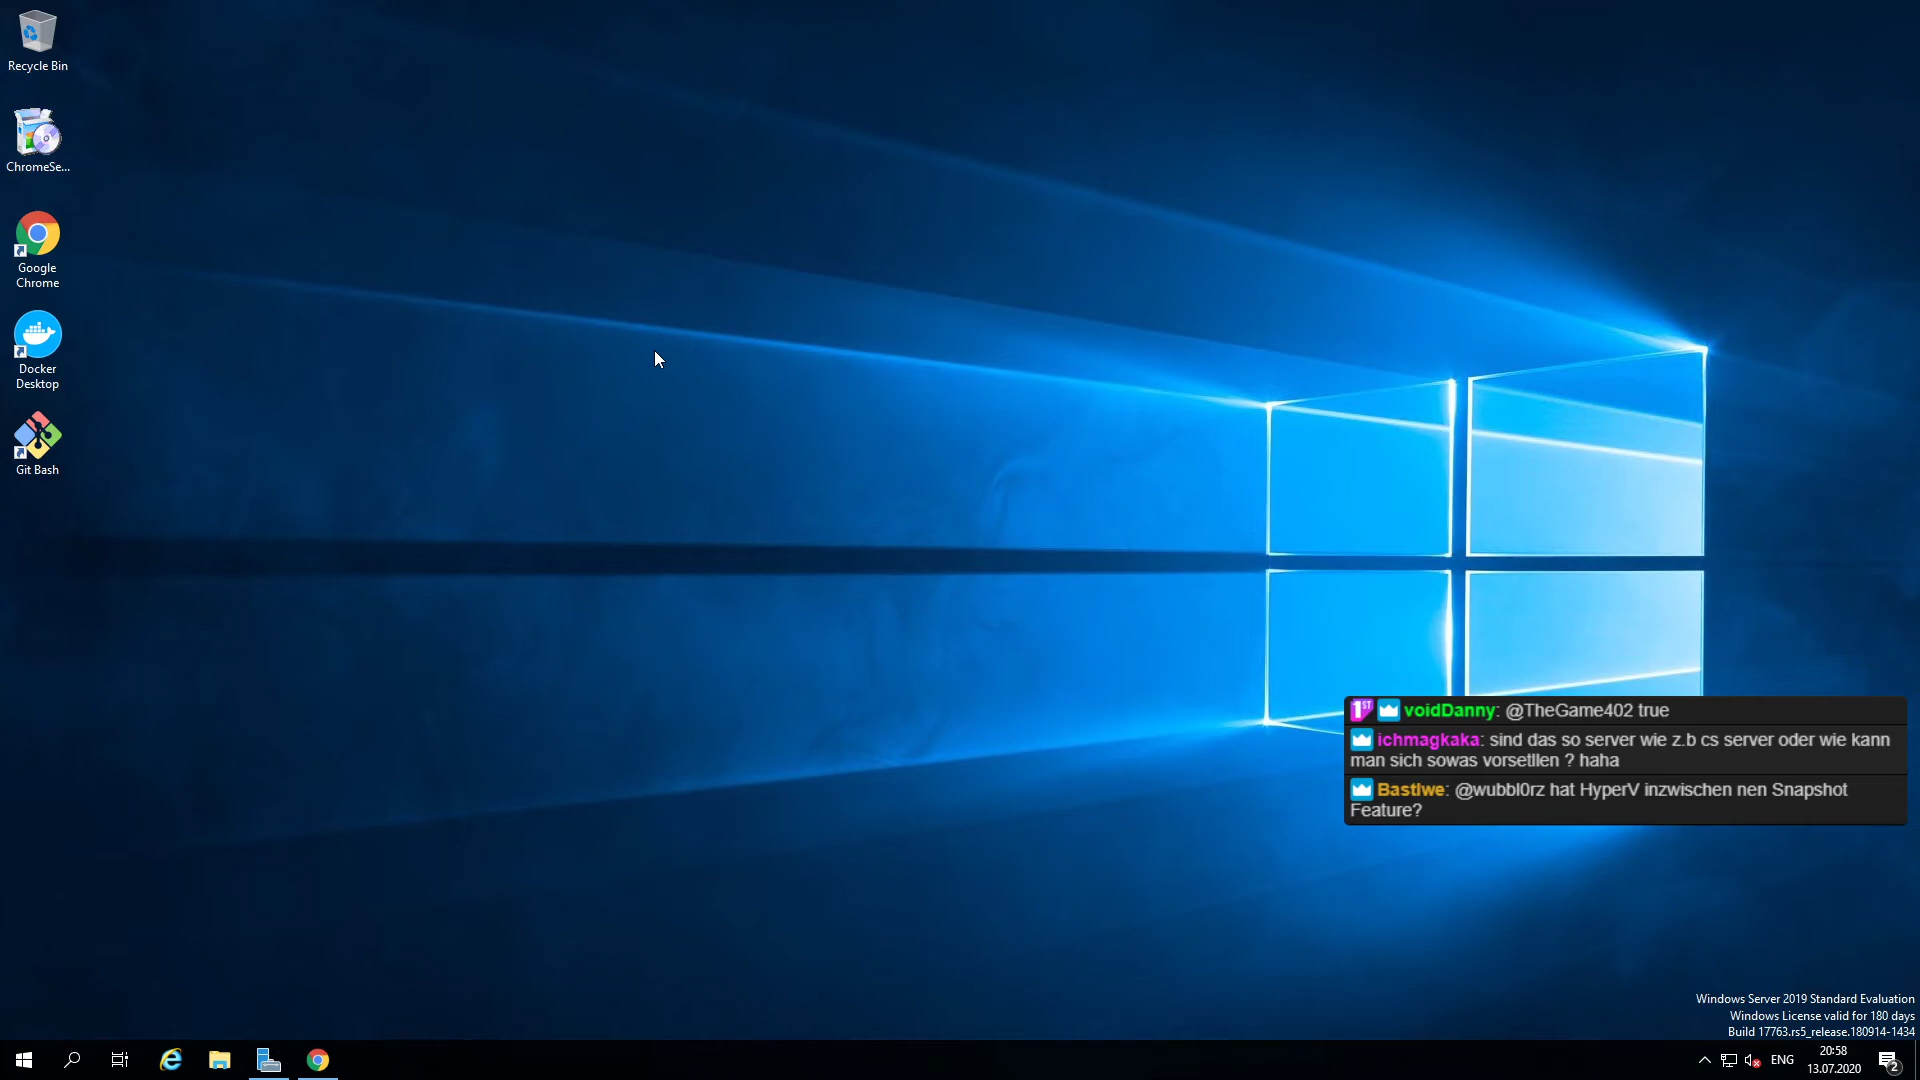 Recycle Bin
ChromeSe...
Google
Chrome
Docker
Desktop
Git Bash
1ST voidDanny: @TheGame402 true
ichmagkaka: sind das so server wie z.b cs server oder wie kann
man sich sowas vorsetllen ? haha
Bastlwe: @wubbl0rz hat HyperV inzwischen nen Snapshot
Feature?
Windows Server 2019 Standard Evaluation
Windows License valid for 180 days
Build 17763.rs5_release.180914-1434
ENG
20:58
13.07.2020
2